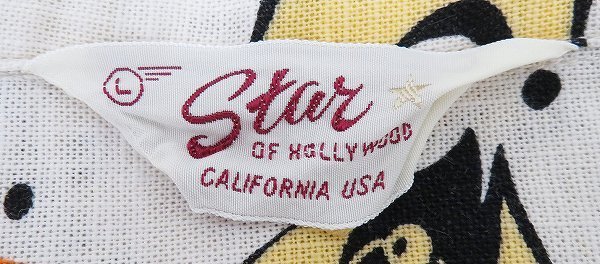 L
Star
OF HOLLYWOOD
CALIFORNIA USA